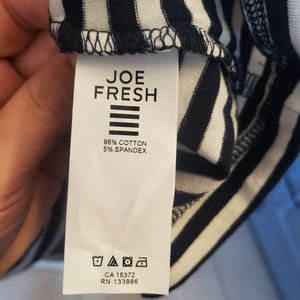 JOE
FRESH
95% COTTON
5% SPANDEX
CA 15372
RN 133886